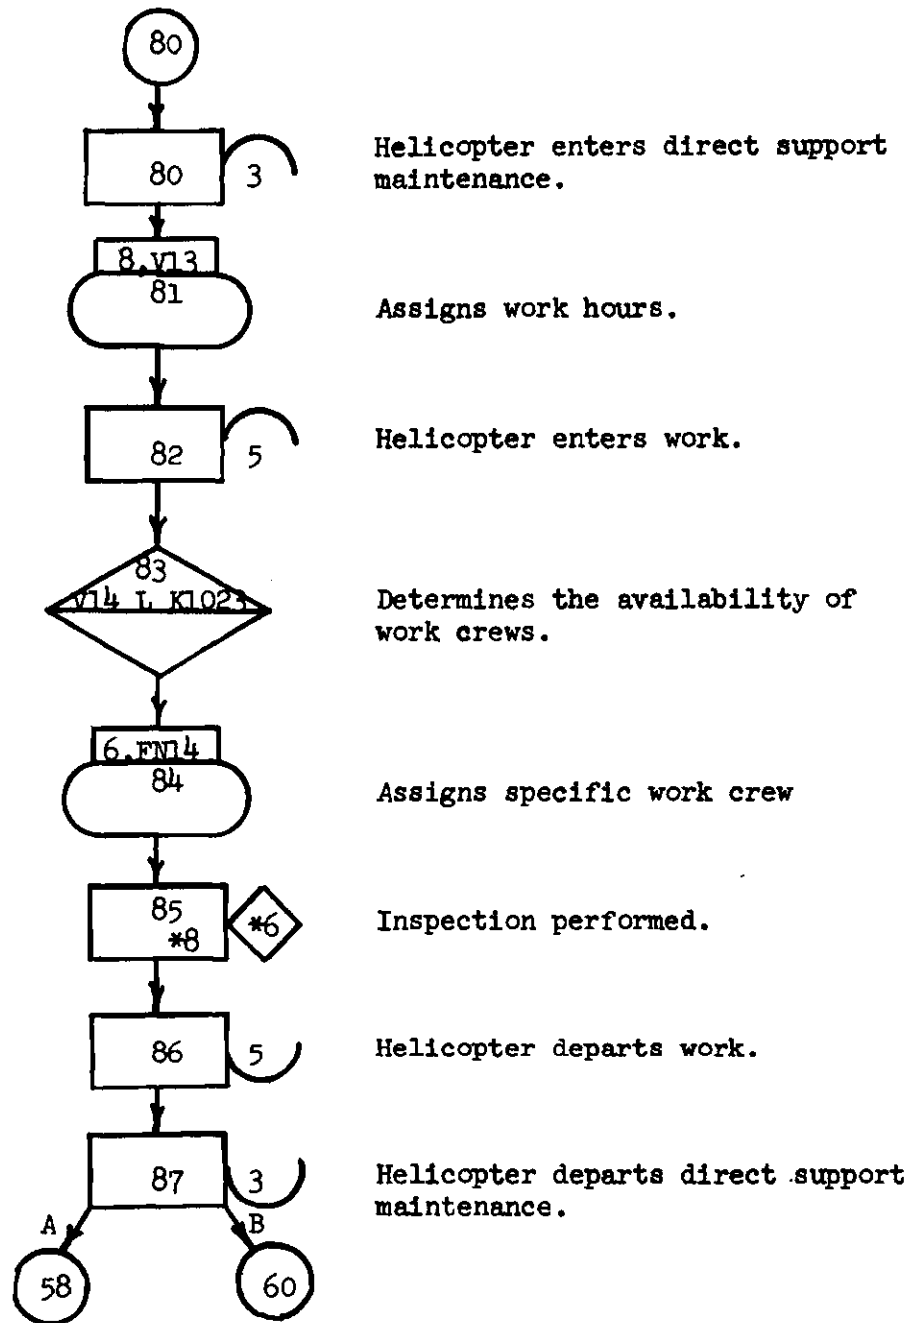 80
80
3
Helicopter enters direct support
maintenance.
8,V13
81
Assigns work hours.
82
5
Helicopter enters work.
83
V14 L K1023
Determines the availability of
work crews.
6,FN14
84
Assigns specific work crew
85
*8
*6
Inspection performed.
86
5
Helicopter departs work.
87
3
Helicopter departs direct support
maintenance.
A
B
58
60